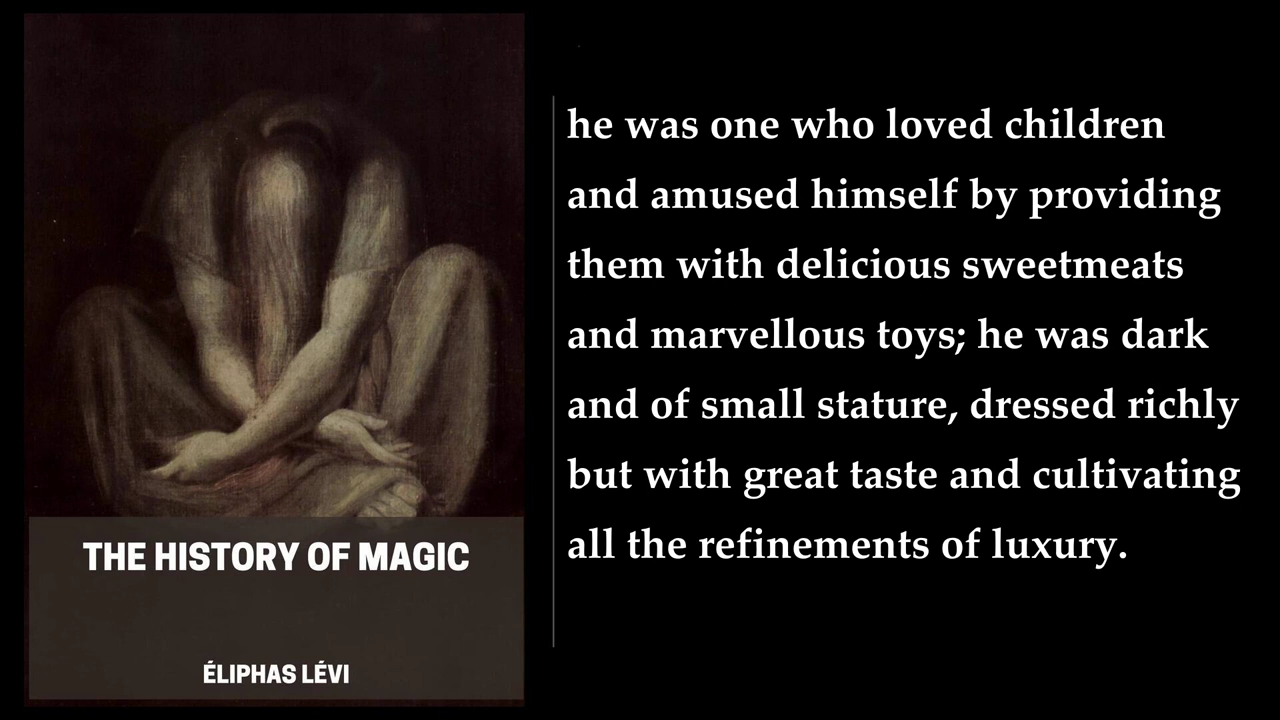 THE HISTORY OF MAGIC
ÉLIPHAS LÉVI
he was one who loved children
and amused himself by providing
them with delicious sweetmeats
and marvellous toys; he was dark
and of small stature, dressed richly
but with great taste and cultivating
all the refinements of luxury.